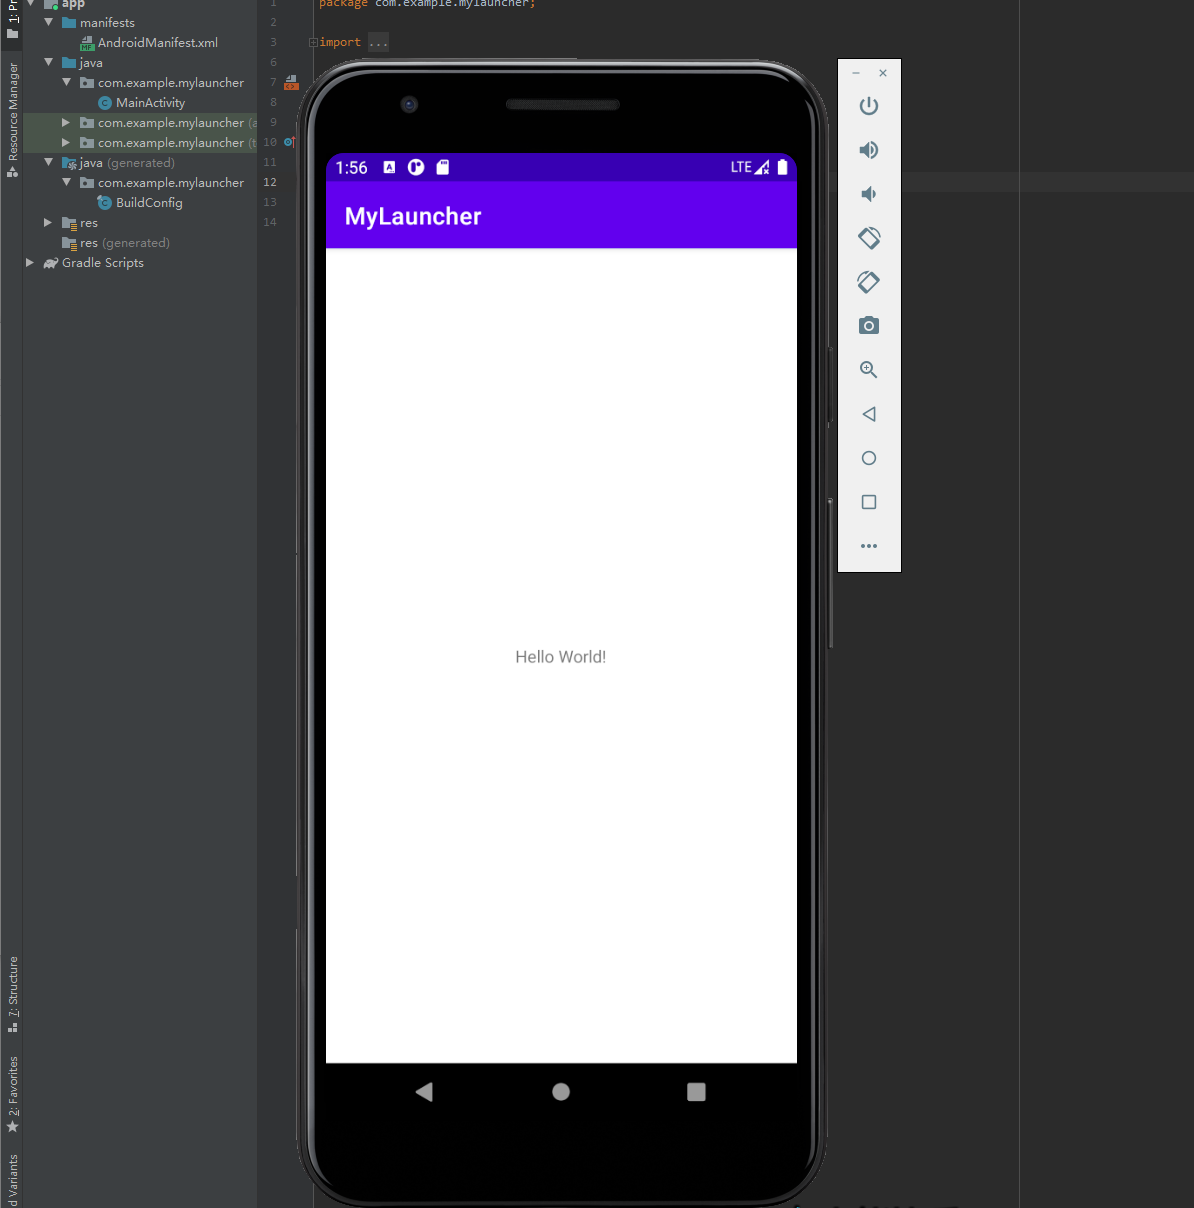 1: Pr
Resource Manager
7: Structure
2: Favorites
d Variants
app
manifests
AndroidManifest.xml
java
com.example.mylauncher
MainActivity
com.example.mylauncher (a
com.example.mylauncher (t
java (generated)
com.example.mylauncher
BuildConfig
res
res (generated)
Gradle Scripts
1 package com.example.mylauncher;
2
3 import ...
6
7
8
9
10
11
12
13
14
1:56 LTE
MyLauncher
Hello World!